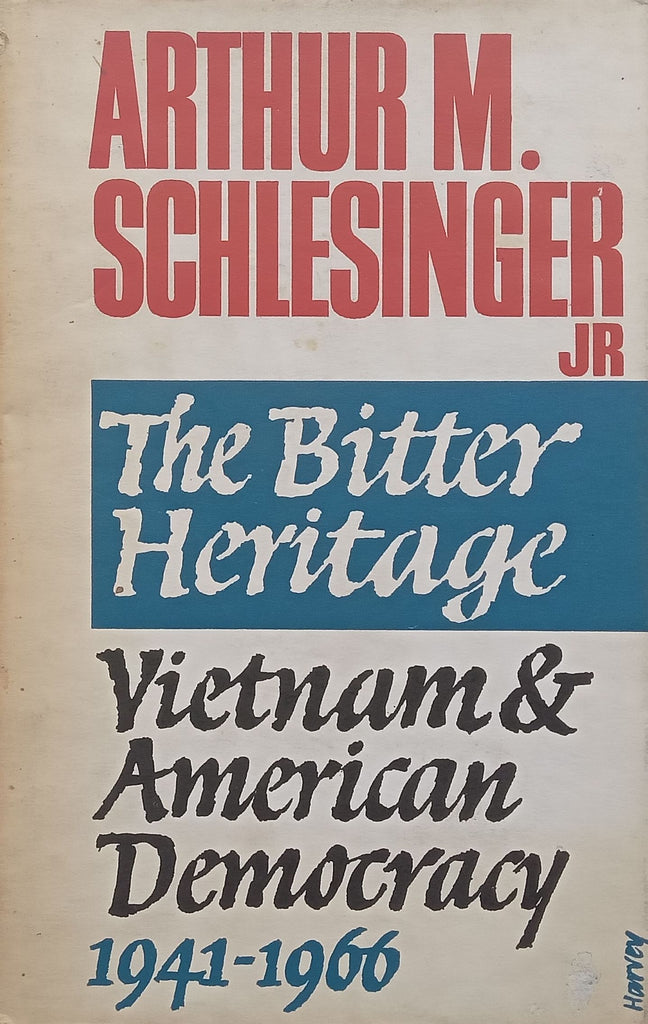 ARTHUR M.
SCHLESINGER
JR
The Bitter
Heritage
Vietnam &
American
Democracy
1941-1966
Harvey